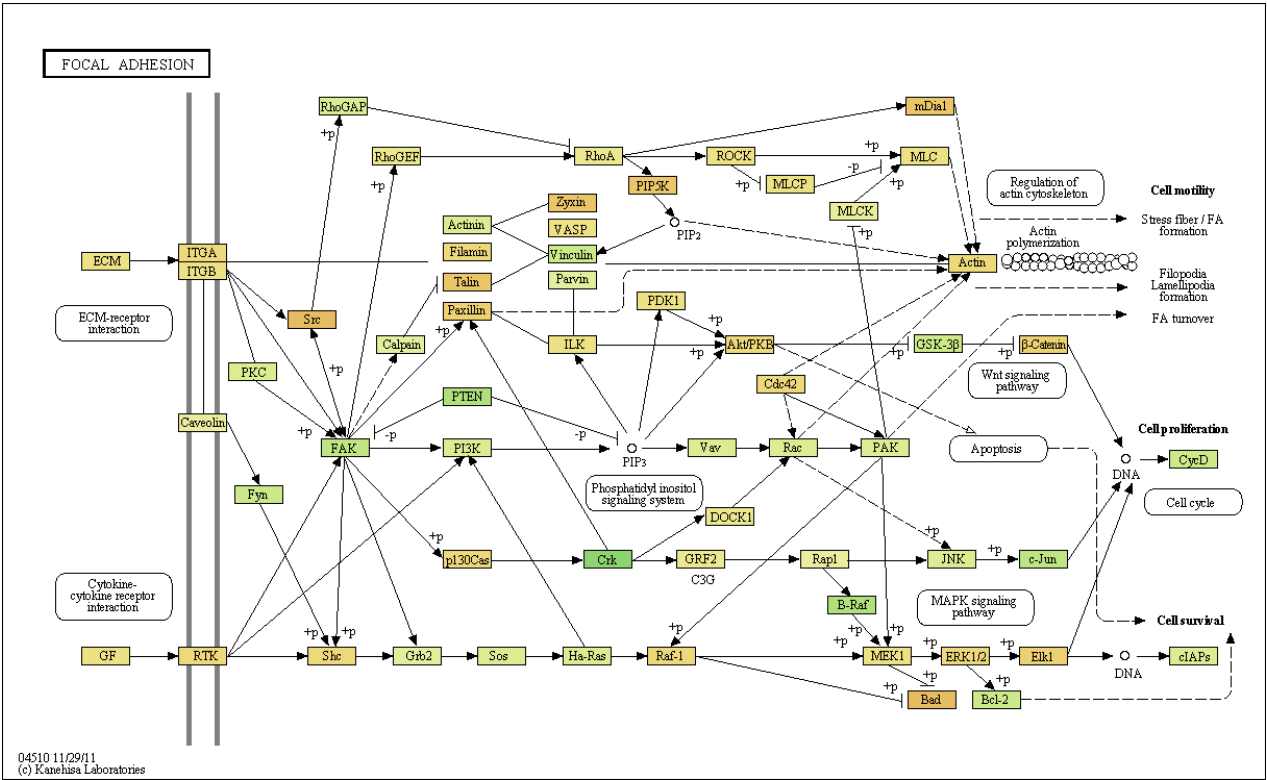 FOCAL ADHESION
RhoGAP
mDia1
+p
RhoGEF
RhoA
ROCK
+p
MLC
+p
-p
+p
MLCP
+p
PIP5K
MLCK
+p
Regulation of
actin cytoskeleton
Cell motility
Stress fiber / FA
formation
Actinin
Zyxin
VASP
PIP2
Filamin
Vinculin
Actin
polymerization
ITGA
ITGB
ECM
Actin
Talin
Parvin
Filopodia
Lamellipodia
formation
ECM-receptor
interaction
Src
Paxillin
PDK1
FA turnover
+p
+p
Calpain
ILK
+p
Akt/PKB
+p
GSK-3β
+p
β-Catenin
PKC
+p
Wnt signaling
pathway
PTEN
Cdc42
Caveolin
+p
-p
-p
FAK
PI3K
PIP3
Vav
Rac
PAK
Apoptosis
Cell proliferation
DNA
CycD
Fyn
Phosphatidyl inositol
signaling system
Cell cycle
DOCK1
+p
+p
p130Cas
Crk
GRF2
C3G
Rap1
JNK
+p
c-Jun
Cytokine-
cytokine receptor
interaction
B-Raf
MAPK signaling
pathway
Cell survival
+p
+p
+p
+p
+p
+p
+p
GF
RTK
Shc
Grb2
Sos
Ha-Ras
Raf-1
MEK1
ERK1/2
Elk1
DNA
cIAPs
+p
+p
+p
Bad
Bcl-2
04510 11/29/11
(c) Kanehisa Laboratories